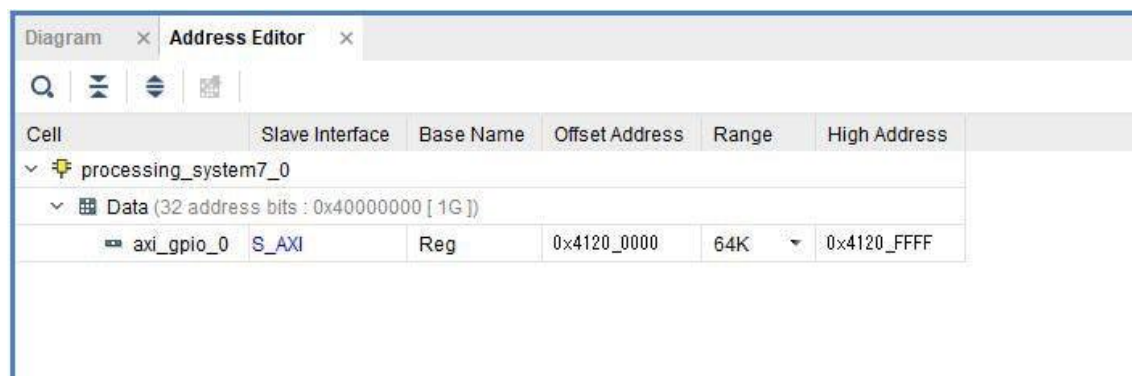 Diagram × Address Editor ×
Cell Slave Interface Base Name Offset Address Range High Address
processing_system7_0
Data (32 address bits : 0x40000000 [ 1G ])
axi_gpio_0 S_AXI Reg 0x4120_0000 64K 0x4120_FFFF